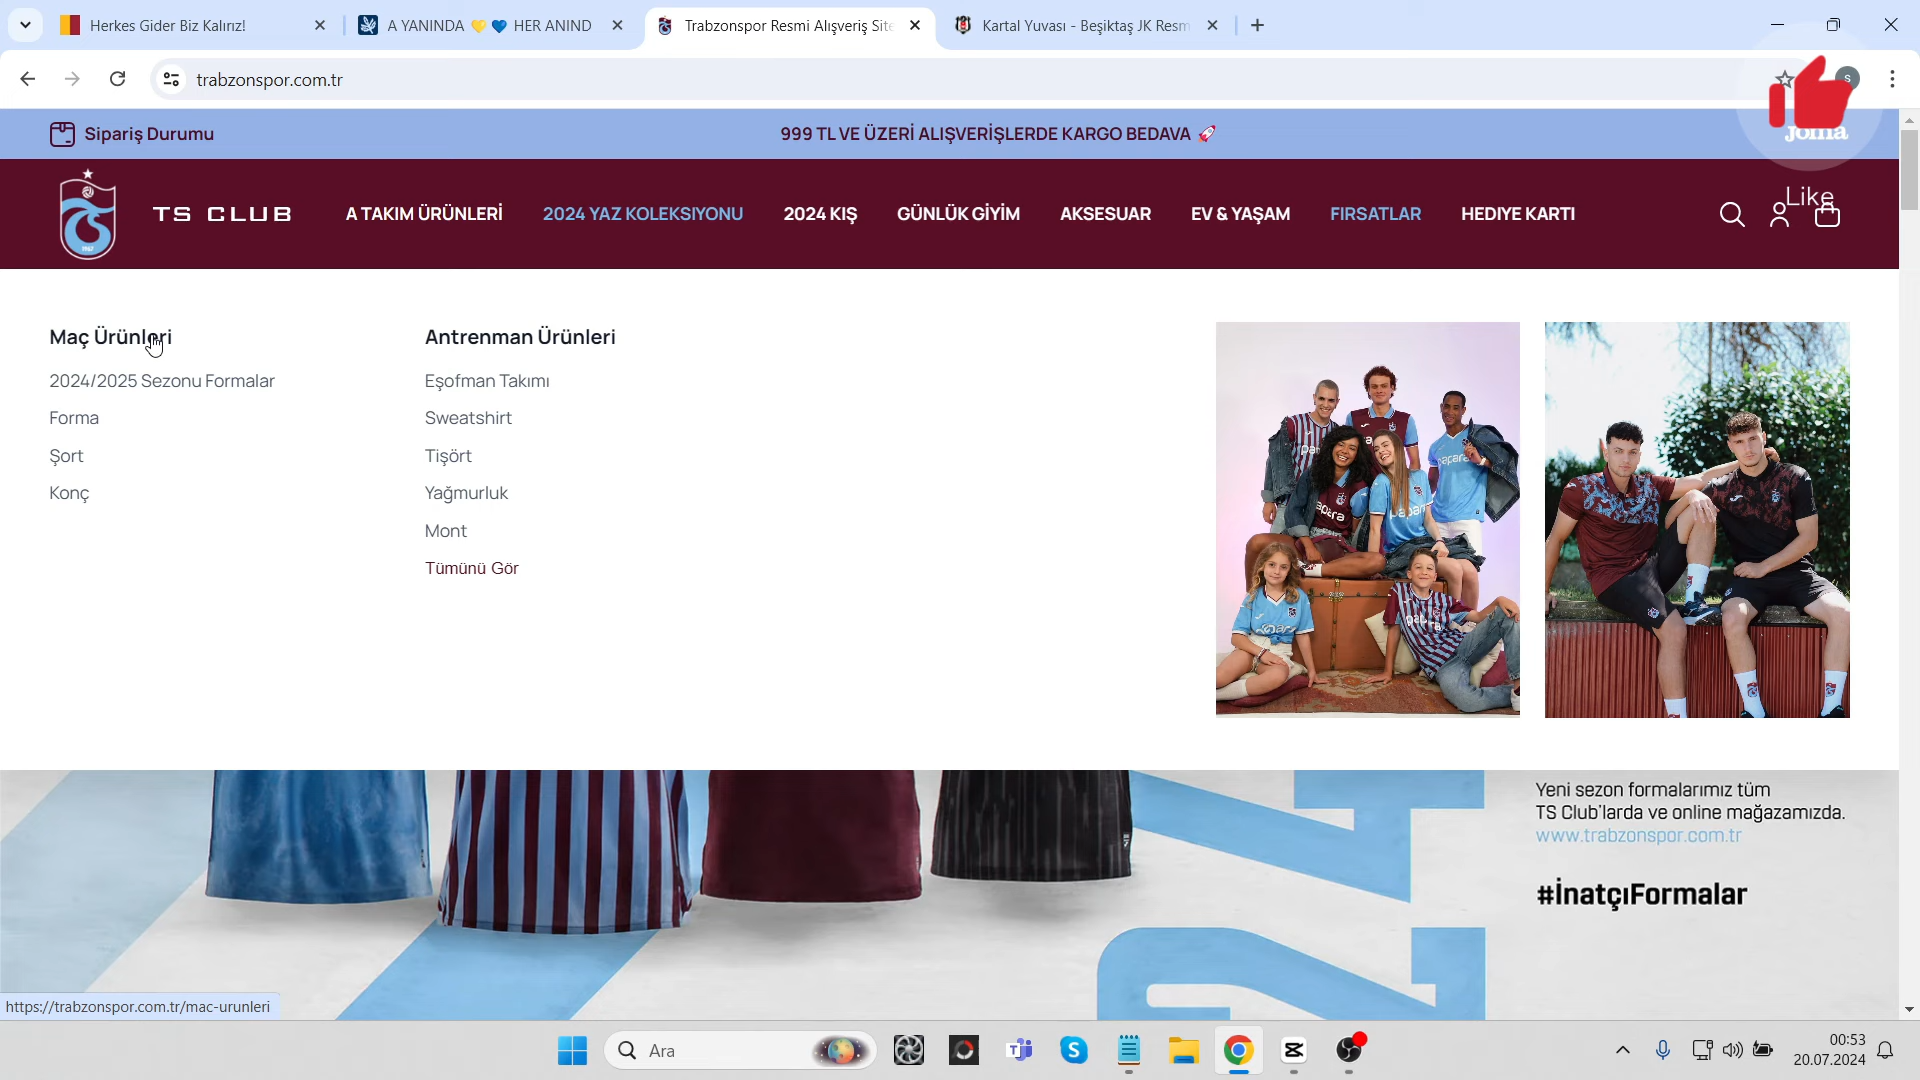 Herkes Gider Biz Kalırız!
A YANINDA 💛 💙 HER ANIND
Trabzonspor Resmi Alışveriş Site
Kartal Yuvası - Beşiktaş JK Resm
trabzonspor.com.tr
S
Sipariş Durumu
999 TL VE ÜZERİ ALIŞVERİŞLERDE KARGO BEDAVA 🚀
Joma
Like
TS CLUB
A TAKIM ÜRÜNLERİ
2024 YAZ KOLEKSIYONU
2024 KIŞ
GÜNLÜK GİYİM
AKSESUAR
EV & YAŞAM
FIRSATLAR
HEDIYE KARTI
Maç Ürünleri
2024/2025 Sezonu Formalar
Forma
Şort
Konç
Antrenman Ürünleri
Eşofman Takımı
Sweatshirt
Tişört
Yağmurluk
Mont
Tümünü Gör
papara
papara
Yeni sezon formalarımız tüm
TS Club'larda ve online mağazamızda.
www.trabzonspor.com.tr
#İnatçıFormalar
https://trabzonspor.com.tr/mac-urunleri
Ara
00:53
20.07.2024